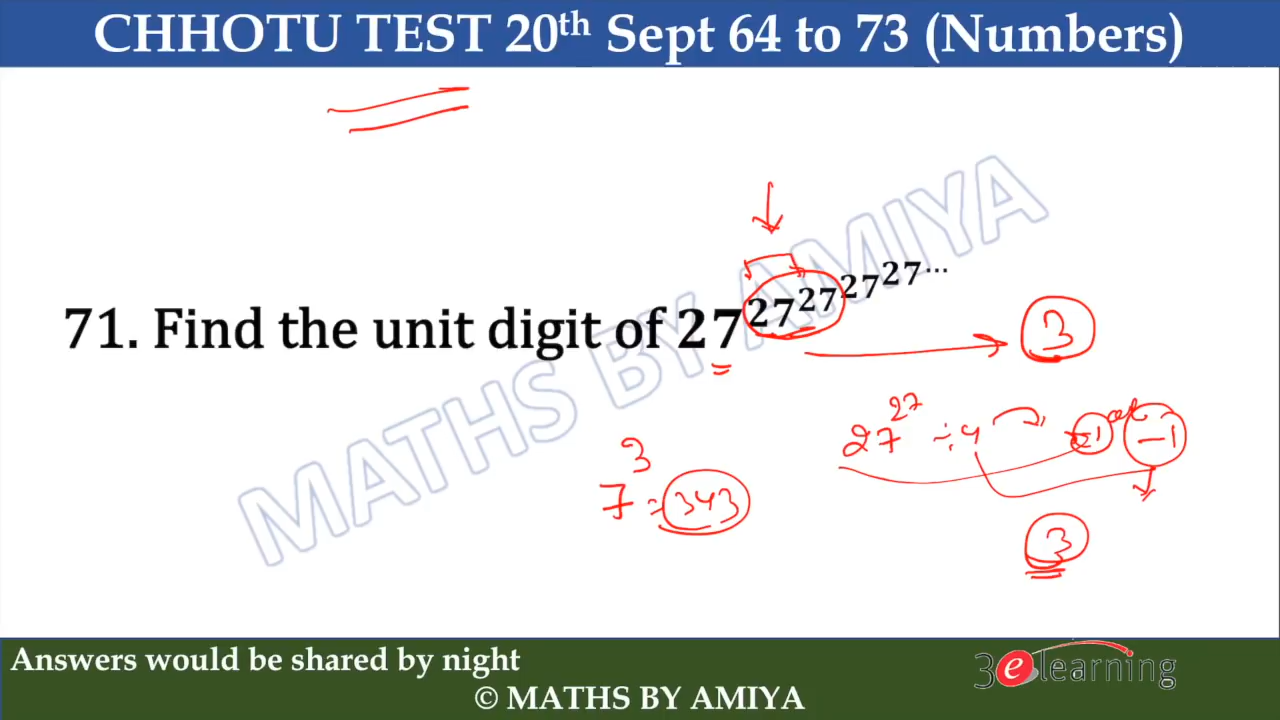 CHHOTU TEST 20th Sept 64 to 73 (Numbers)
MATHS BY AMIYA
71. Find the unit digit of 27^27^27^27^27^...
3
27^27 ÷ 4 -1 -1
7^3 = 343
3
Answers would be shared by night
© MATHS BY AMIYA
3elearning